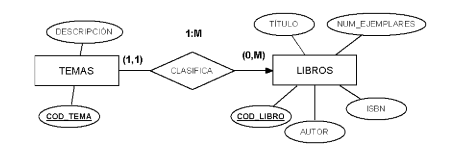 TÍTULO
NUM_EJEMPLARES
DESCRIPCIÓN
1:M
(1,1)
(0,M)
TEMAS
CLASIFICA
LIBROS
COD_TEMA
COD_LIBRO
ISBN
AUTOR